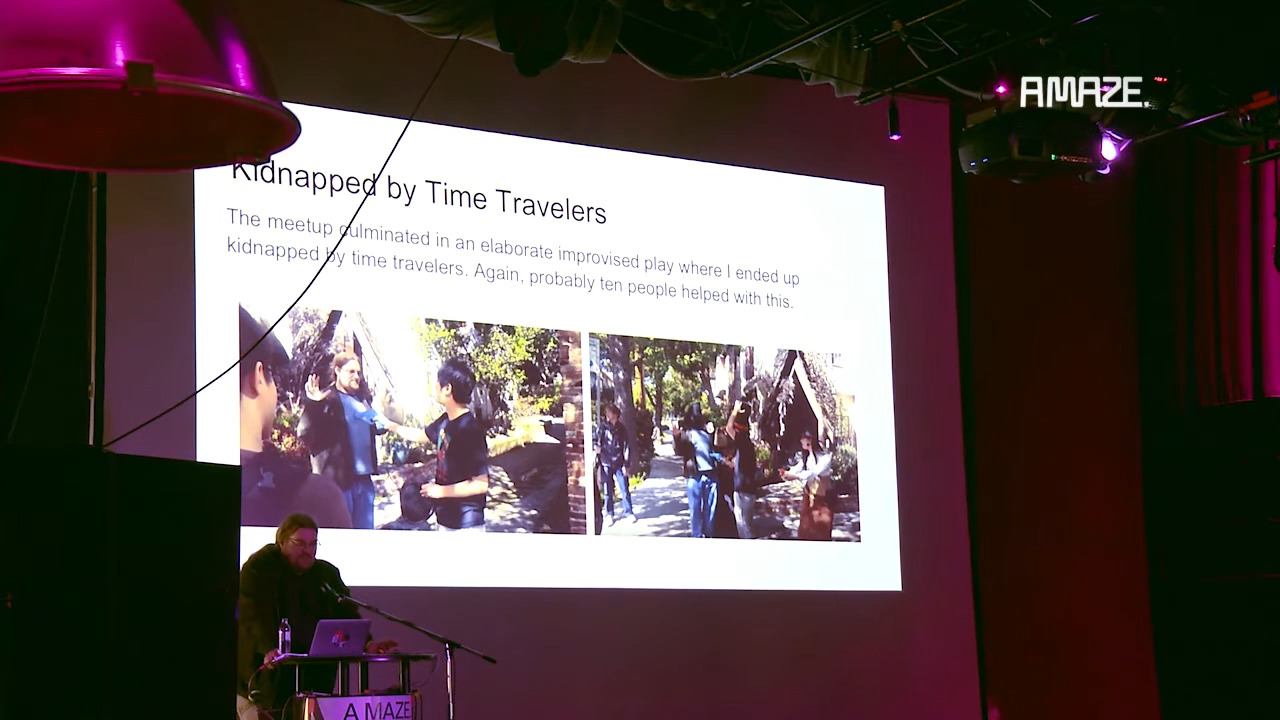 AMAZE.
Kidnapped by Time Travelers
The meetup culminated in an elaborate improvised play where I ended up
kidnapped by time travelers. Again, probably ten people helped with this.
A MAZE